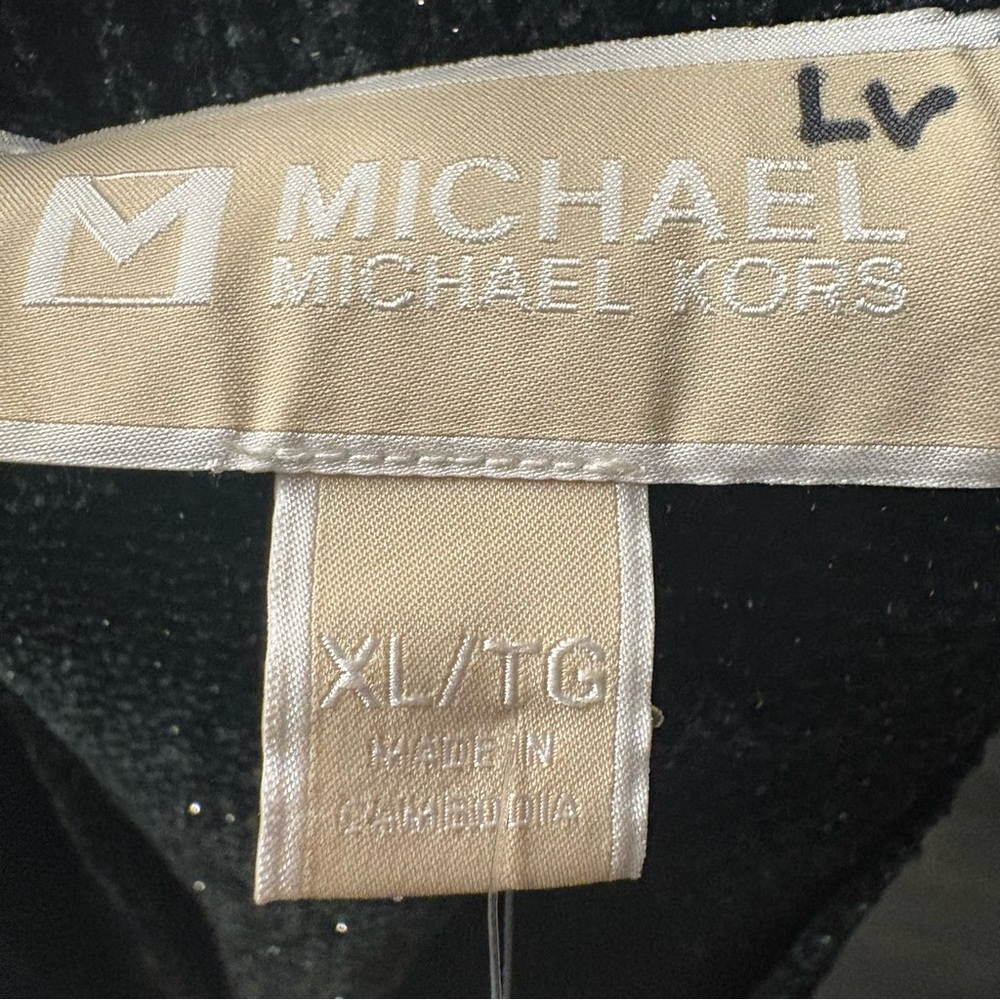 LV
M
MICHAEL
MICHAEL KORS
XL/TG
MADE IN
CAMBODIA